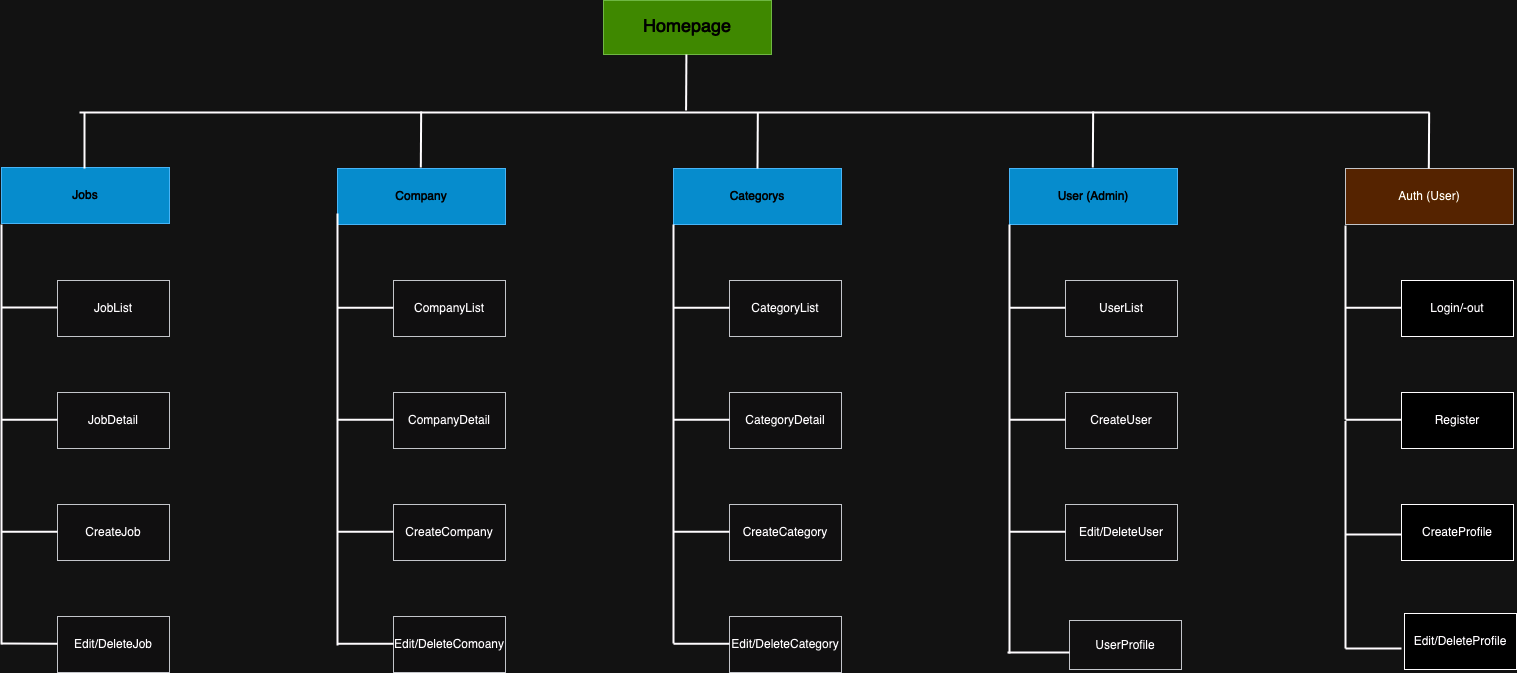 Homepage
Jobs
Company
Categorys
User (Admin)
Auth (User)
JobList
CompanyList
CategoryList
UserList
Login/-out
JobDetail
CompanyDetail
CategoryDetail
CreateUser
Register
CreateJob
CreateCompany
CreateCategory
Edit/DeleteUser
CreateProfile
Edit/DeleteJob
Edit/DeleteComoany
Edit/DeleteCategory
UserProfile
Edit/DeleteProfile